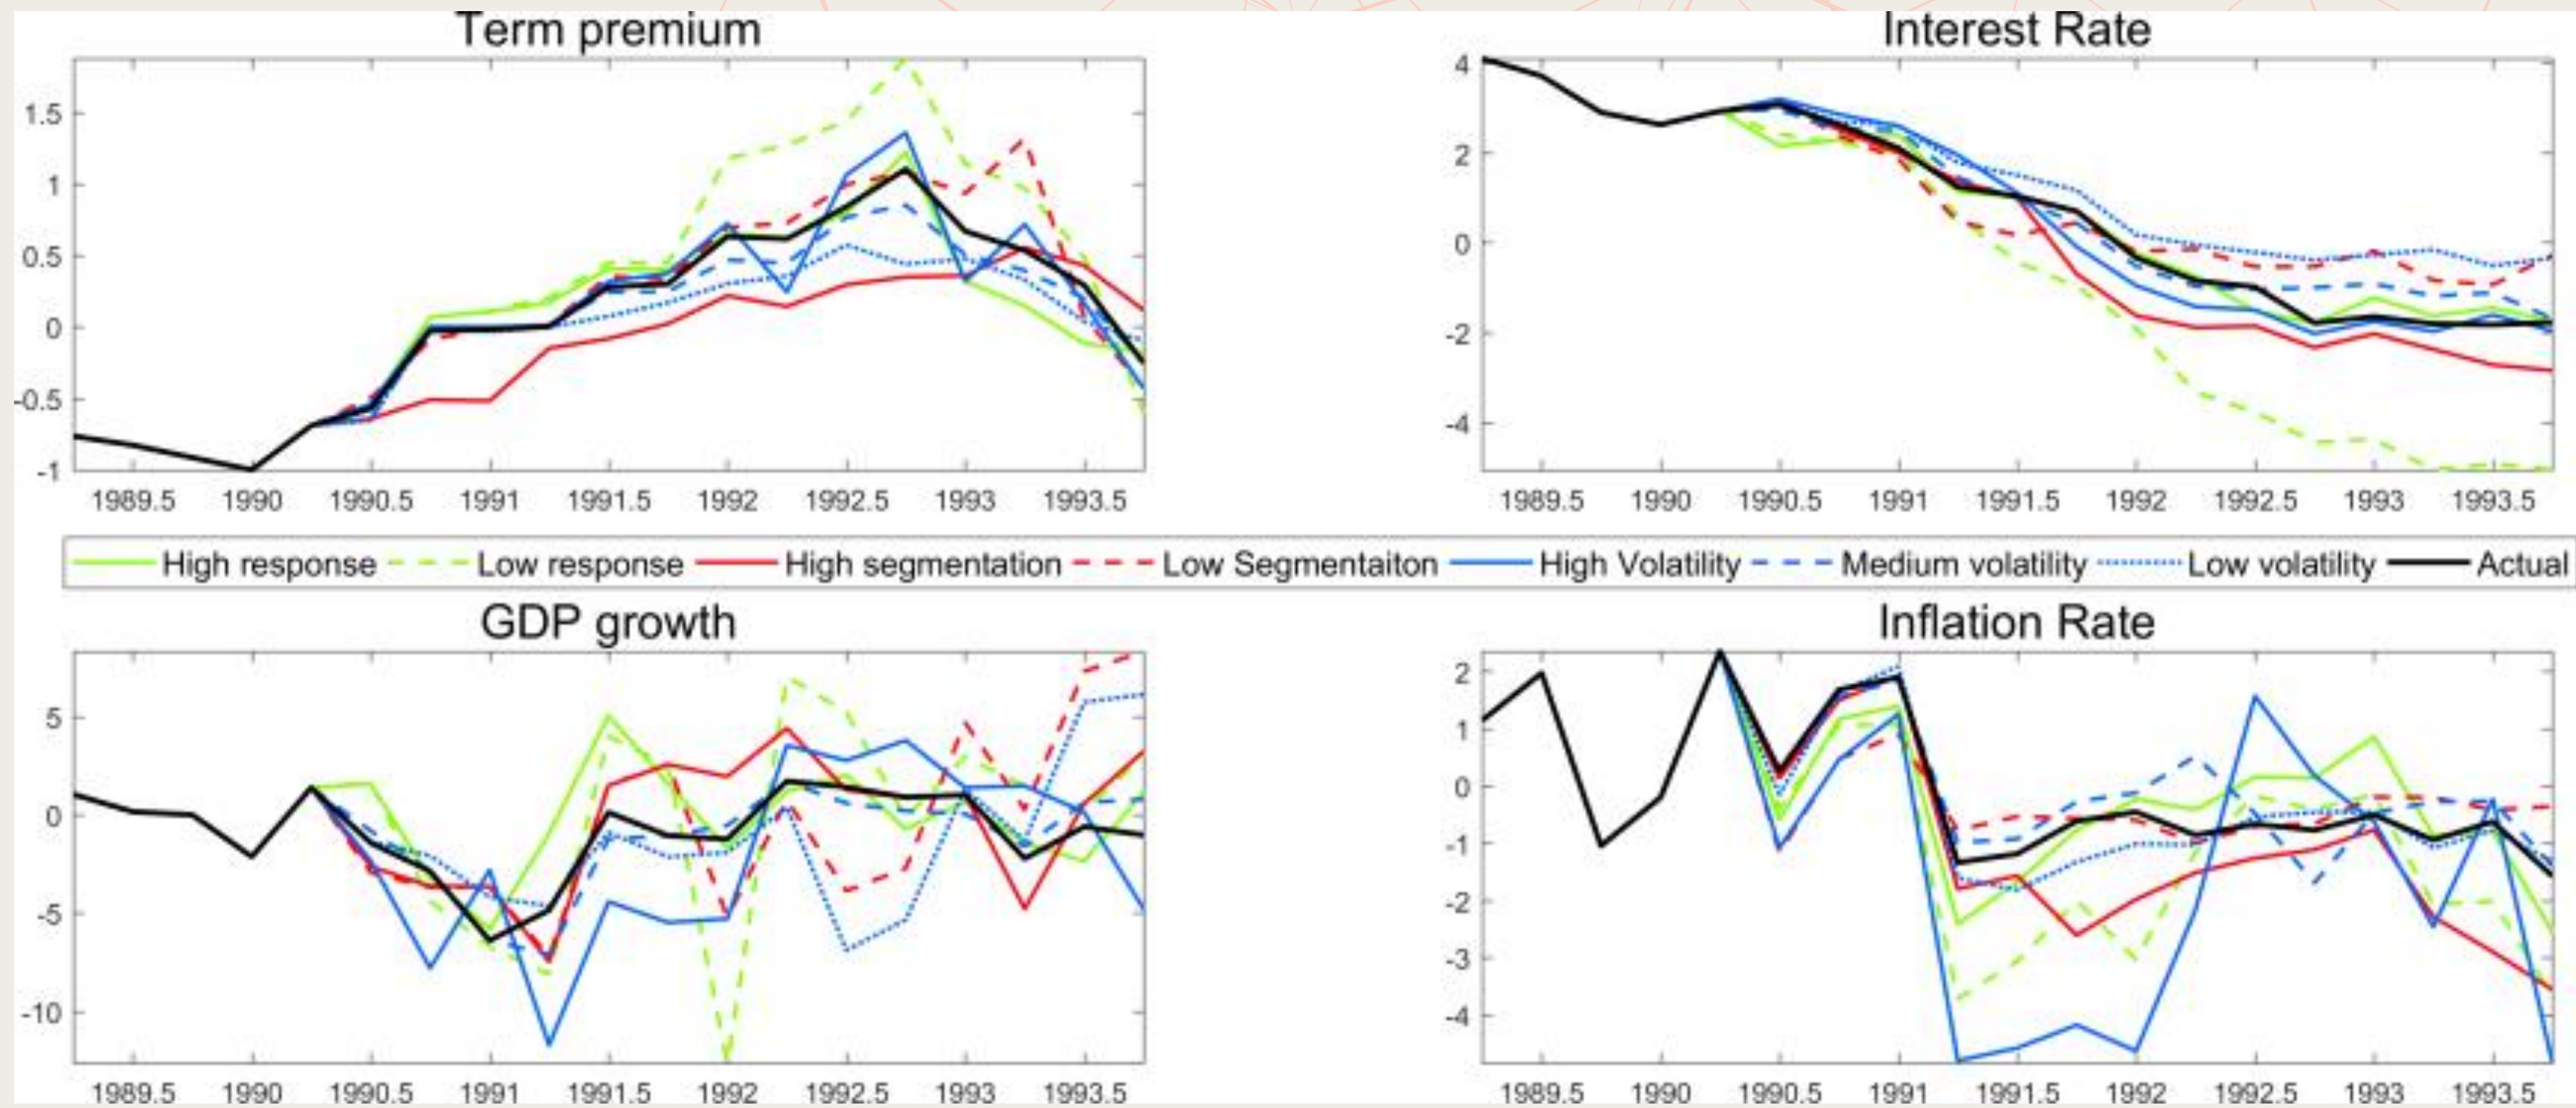 Term premium
Interest Rate
1.5
1
0.5
0
-0.5
-1
1989.5 1990 1990.5 1991 1991.5 1992 1992.5 1993 1993.5
4
2
0
-2
-4
1989.5 1990 1990.5 1991 1991.5 1992 1992.5 1993 1993.5
High response Low response High segmentation Low Segmentaiton High Volatility Medium volatility Low volatility Actual
GDP growth
Inflation Rate
5
0
-5
-10
1989.5 1990 1990.5 1991 1991.5 1992 1992.5 1993 1993.5
2
1
0
-1
-2
-3
-4
1989.5 1990 1990.5 1991 1991.5 1992 1992.5 1993 1993.5